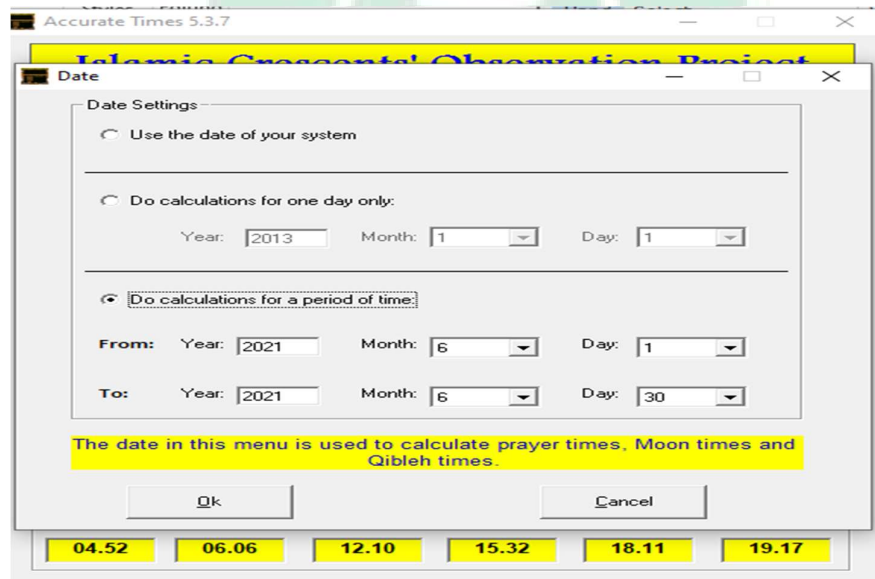 Accurate Times 5.3.7
Islamic Crescents' Observation Project
Date
Date Settings
Use the date of your system
Do calculations for one day only:
Year: 2013 Month: 1 Day: 1
Do calculations for a period of time:
From: Year: 2021 Month: 6 Day: 1
To: Year: 2021 Month: 6 Day: 30
The date in this menu is used to calculate prayer times, Moon times and
Qibleh times.
Ok Cancel
04.52 06.06 12.10 15.32 18.11 19.17